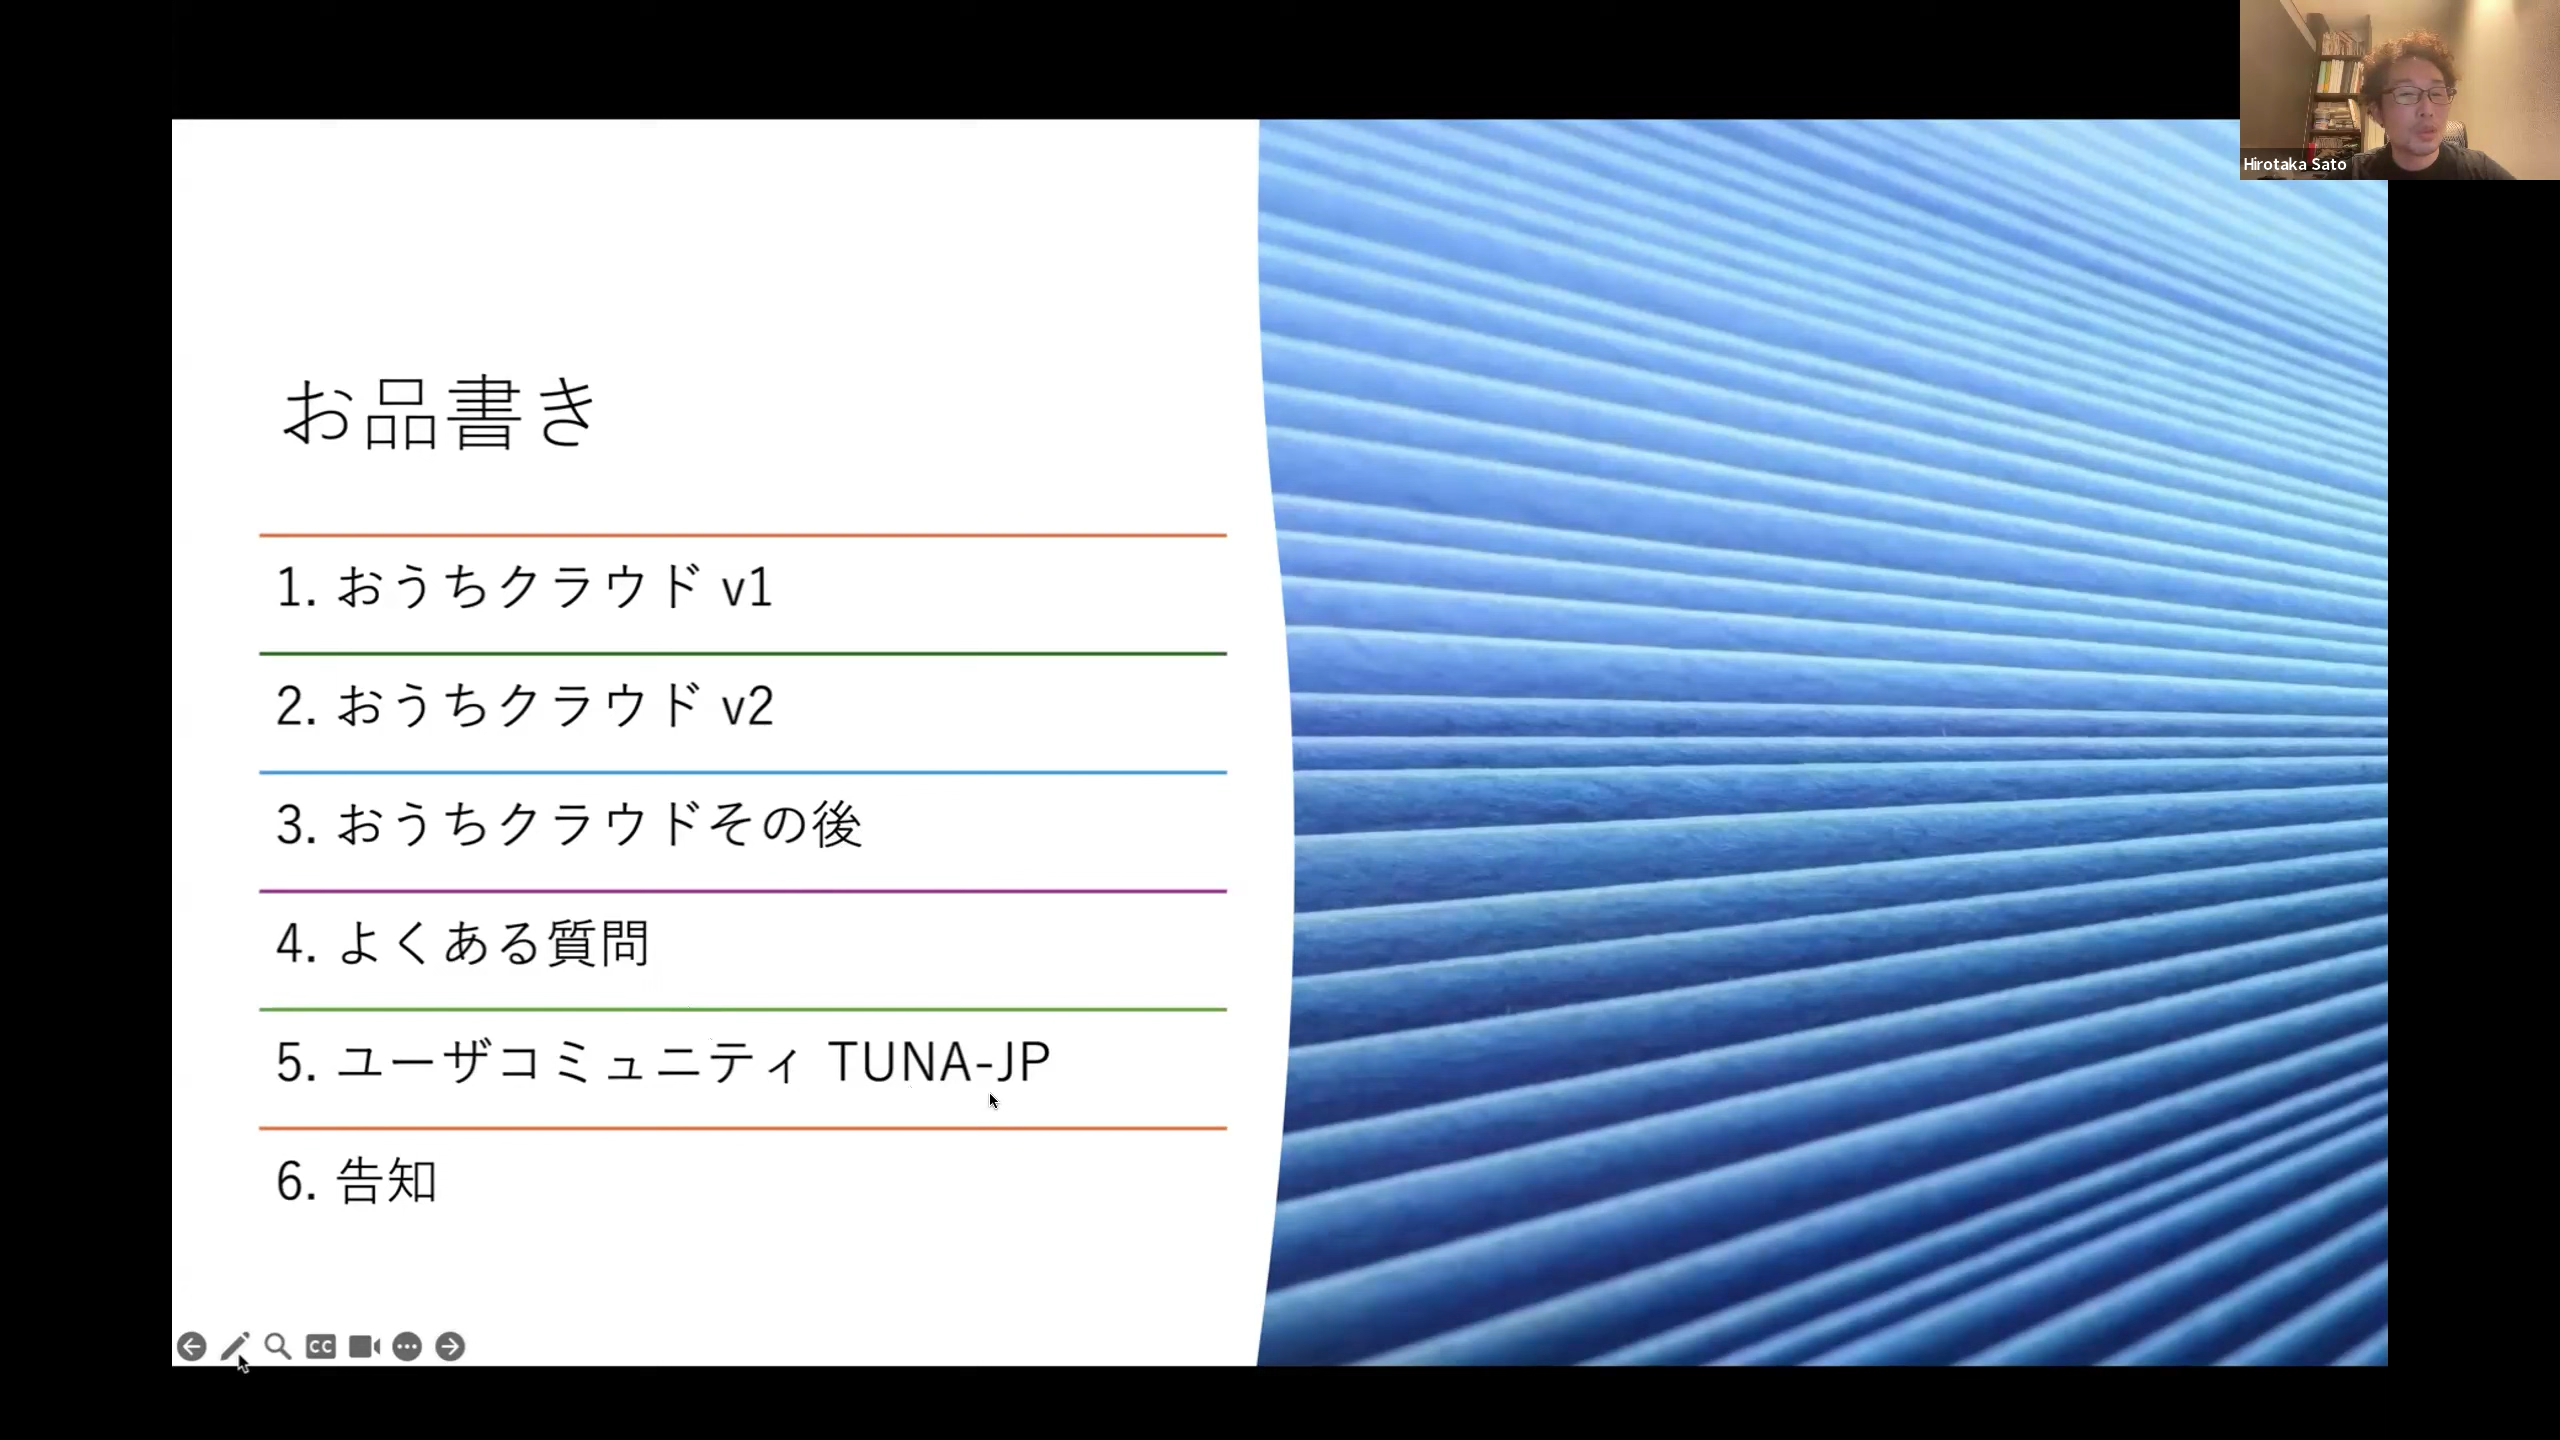 Hirotaka Sato
お品書き
1. おうちクラウド v1
2. おうちクラウド v2
3. おうちクラウドその後
4. よくある質問
5. ユーザコミュニティ TUNA-JP
6. 告知
CC